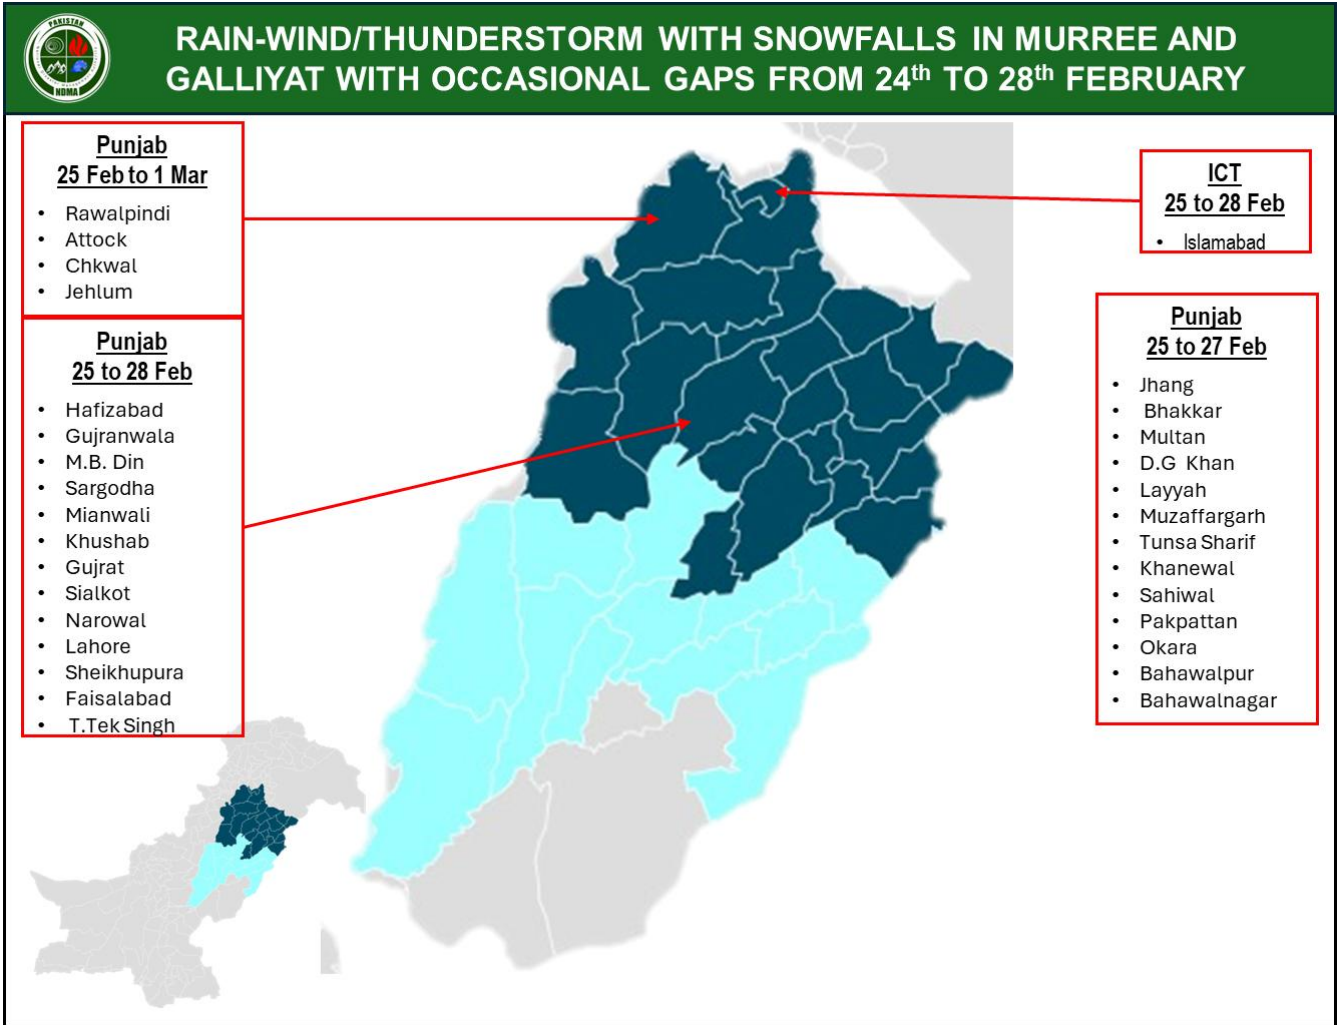 PAKISTAN
NDMA
RAIN-WIND/THUNDERSTORM WITH SNOWFALLS IN MURREE AND
GALLIYAT WITH OCCASIONAL GAPS FROM 24th TO 28th FEBRUARY
Punjab
25 Feb to 1 Mar
• Rawalpindi
• Attock
• Chkwal
• Jehlum
Punjab
25 to 28 Feb
• Hafizabad
• Gujranwala
• M.B. Din
• Sargodha
• Mianwali
• Khushab
• Gujrat
• Sialkot
• Narowal
• Lahore
• Sheikhupura
• Faisalabad
• T.Tek Singh
ICT
25 to 28 Feb
• Islamabad
Punjab
25 to 27 Feb
• Jhang
• Bhakkar
• Multan
• D.G Khan
• Layyah
• Muzaffargarh
• Tunsa Sharif
• Khanewal
• Sahiwal
• Pakpattan
• Okara
• Bahawalpur
• Bahawalnagar